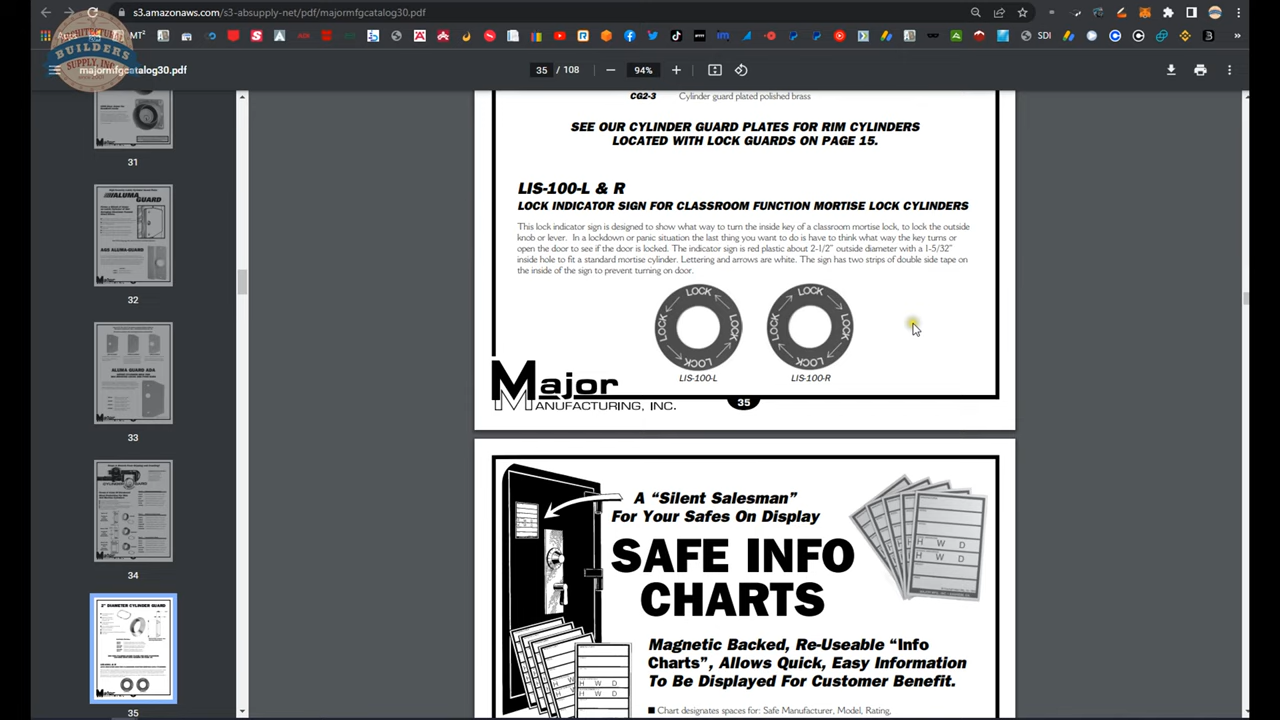 s3.amazonaws.com/s3-absupply-net/pdf/majormfgcatalog30.pdf
MT²
SDI
ARCHITECTURAL
BUILDERS
SUPPLY, INC.
majormfgcatalog30.pdf
35 / 108
94%
31
32
33
34
35
CG2-3 Cylinder guard plated polished brass
SEE OUR CYLINDER GUARD PLATES FOR RIM CYLINDERS
LOCATED WITH LOCK GUARDS ON PAGE 15.
LIS-100-L & R
LOCK INDICATOR SIGN FOR CLASSROOM FUNCTION MORTISE LOCK CYLINDERS
This lock indicator sign is designed to show what way to turn the inside key of a classroom mortise lock, to lock the outside
knob or lever. In a lockdown or panic situation the last thing you want to do is have to think what way the key turns or
open the door to see if the door is locked. The indicator sign is red plastic about 2-1/2" outside diameter with a 1-5/32"
inside hole to fit a standard mortise cylinder. Lettering and arrows are white. The sign has two strips of double side tape on
the inside of the sign to prevent turning on door.
LOCK LOCK LOCK LOCK
LOCK LOCK LOCK LOCK
LIS-100-L LIS-100-R
Major
MANUFACTURING, INC.
35
A “Silent Salesman”
For Your Safes On Display
SAFE INFO
CHARTS
H W D
H W D
Magnetic Backed, Re-Useable “Info
Charts”, Allows Quick, Easy Information
To Be Displayed For Customer Benefit.
H W D
H W D
■ Chart designates spaces for: Safe Manufacturer, Model, Rating,